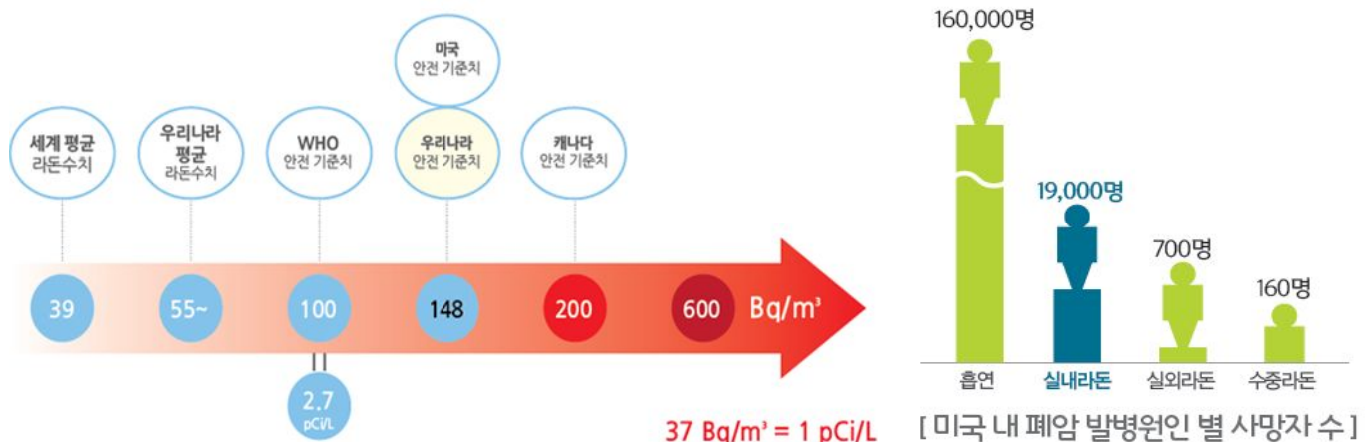 미국
안전 기준치
세계 평균
라돈수치
우리나라
평균
라돈수치
WHO
안전 기준치
우리나라
안전 기준치
캐나다
안전 기준치
39
55~
100
148
200
600
Bq/m³
2.7
pCi/L
37 Bq/m³ = 1 pCi/L
160,000명
19,000명
700명
160명
흡연
실내라돈
실외라돈
수중라돈
[ 미국 내 폐암 발병원인 별 사망자 수 ]